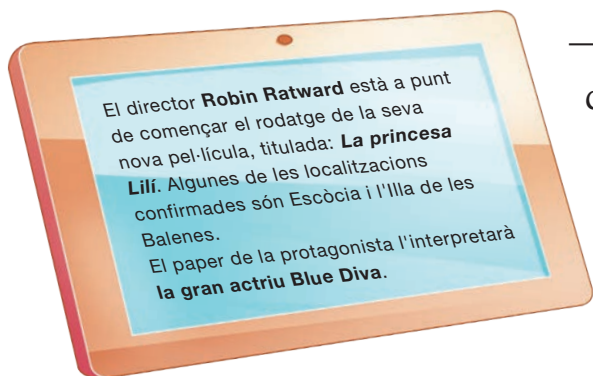 El director Robin Ratward està a punt
de començar el rodatge de la seva
nova pel·lícula, titulada: La princesa
Lilí. Algunes de les localitzacions
confirmades són Escòcia i l'Illa de les
Balenes.
El paper de la protagonista l'interpretarà
la gran actriu Blue Diva.